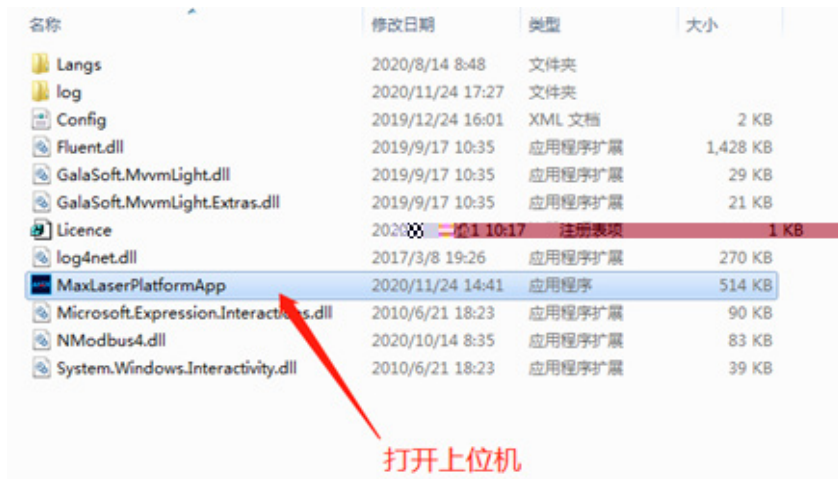 名称 修改日期 类型 大小
Langs 2020/8/14 8:48 文件夹
log 2020/11/24 17:27 文件夹
Config 2019/12/24 16:01 XML 文档 2 KB
Fluent.dll 2019/9/17 10:35 应用程序扩展 1,428 KB
GalaSoft.MvvmLight.dll 2019/9/17 10:35 应用程序扩展 29 KB
GalaSoft.MvvmLight.Extras.dll 2019/9/17 10:35 应用程序扩展 21 KB
Licence 10:17 注册表项 1 KB
log4net.dll 2017/3/8 19:26 应用程序扩展 270 KB
MaxLaserPlatformApp 2020/11/24 14:41 应用程序 514 KB
Microsoft.Expression.Interactions.dll 2010/6/21 18:23 应用程序扩展 90 KB
NModbus4.dll 2020/10/14 8:35 应用程序扩展 83 KB
System.Windows.Interactivity.dll 2010/6/21 18:23 应用程序扩展 39 KB
打开上位机